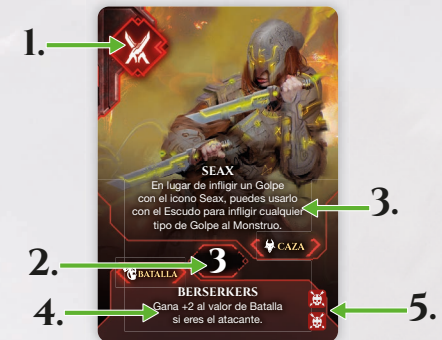 1.
SEAX
En lugar de infligir un Golpe
con el icono Seax, puedes usarlo
con el Escudo para infligir cualquier
tipo de Golpe al Monstruo.
3.
CAZA
2.
3
BATALLA
BERSERKERS
4.
Gana +2 al valor de Batalla
si eres el atacante.
5.